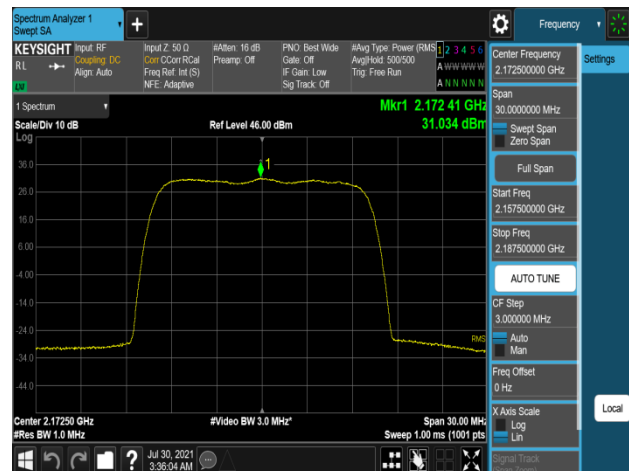 Spectrum Analyzer 1
Swept SA
Frequency
KEYSIGHT
RL
LU
Input: RF
Coupling: DC
Align: Auto
Input Z: 50 Ω
Corr CCorr RCal
Freq Ref: Int (S)
NFE: Adaptive
#Atten: 16 dB
Preamp: Off
PNO: Best Wide
Gate: Off
IF Gain: Low
Sig Track: Off
#Avg Type: Power (RMS
Avg|Hold: 500/500
Trig: Free Run
1 2 3 4 5 6
A W W W W W
A N N N N N
1 Spectrum
Scale/Div 10 dB
Log
Ref Level 46.00 dBm
Mkr1 2.172 41 GHz
31.034 dBm
1
36.0
26.0
16.0
6.00
-4.00
-14.0
-24.0
-34.0
-44.0
RMS
Center 2.17250 GHz
#Res BW 1.0 MHz
#Video BW 3.0 MHz*
Span 30.00 MHz
Sweep 1.00 ms (1001 pts
?
Jul 30, 2021
3:36:04 AM
Center Frequency
2.172500000 GHz
Span
30.0000000 MHz
Swept Span
Zero Span
Full Span
Start Freq
2.157500000 GHz
Stop Freq
2.187500000 GHz
AUTO TUNE
CF Step
3.000000 MHz
Auto
Man
Freq Offset
0 Hz
X Axis Scale
Log
Lin
Signal Track
Settings
Local